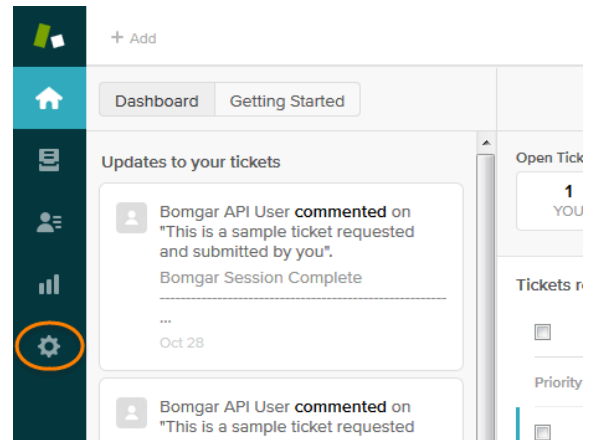 + Add
Dashboard Getting Started
Updates to your tickets
Bomgar API User commented on
"This is a sample ticket requested
and submitted by you".
Bomgar Session Complete
------------------------------------------------------
...
Oct 28
Bomgar API User commented on
"This is a sample ticket requested
Open Tick
1
YOU
Tickets r
Priority